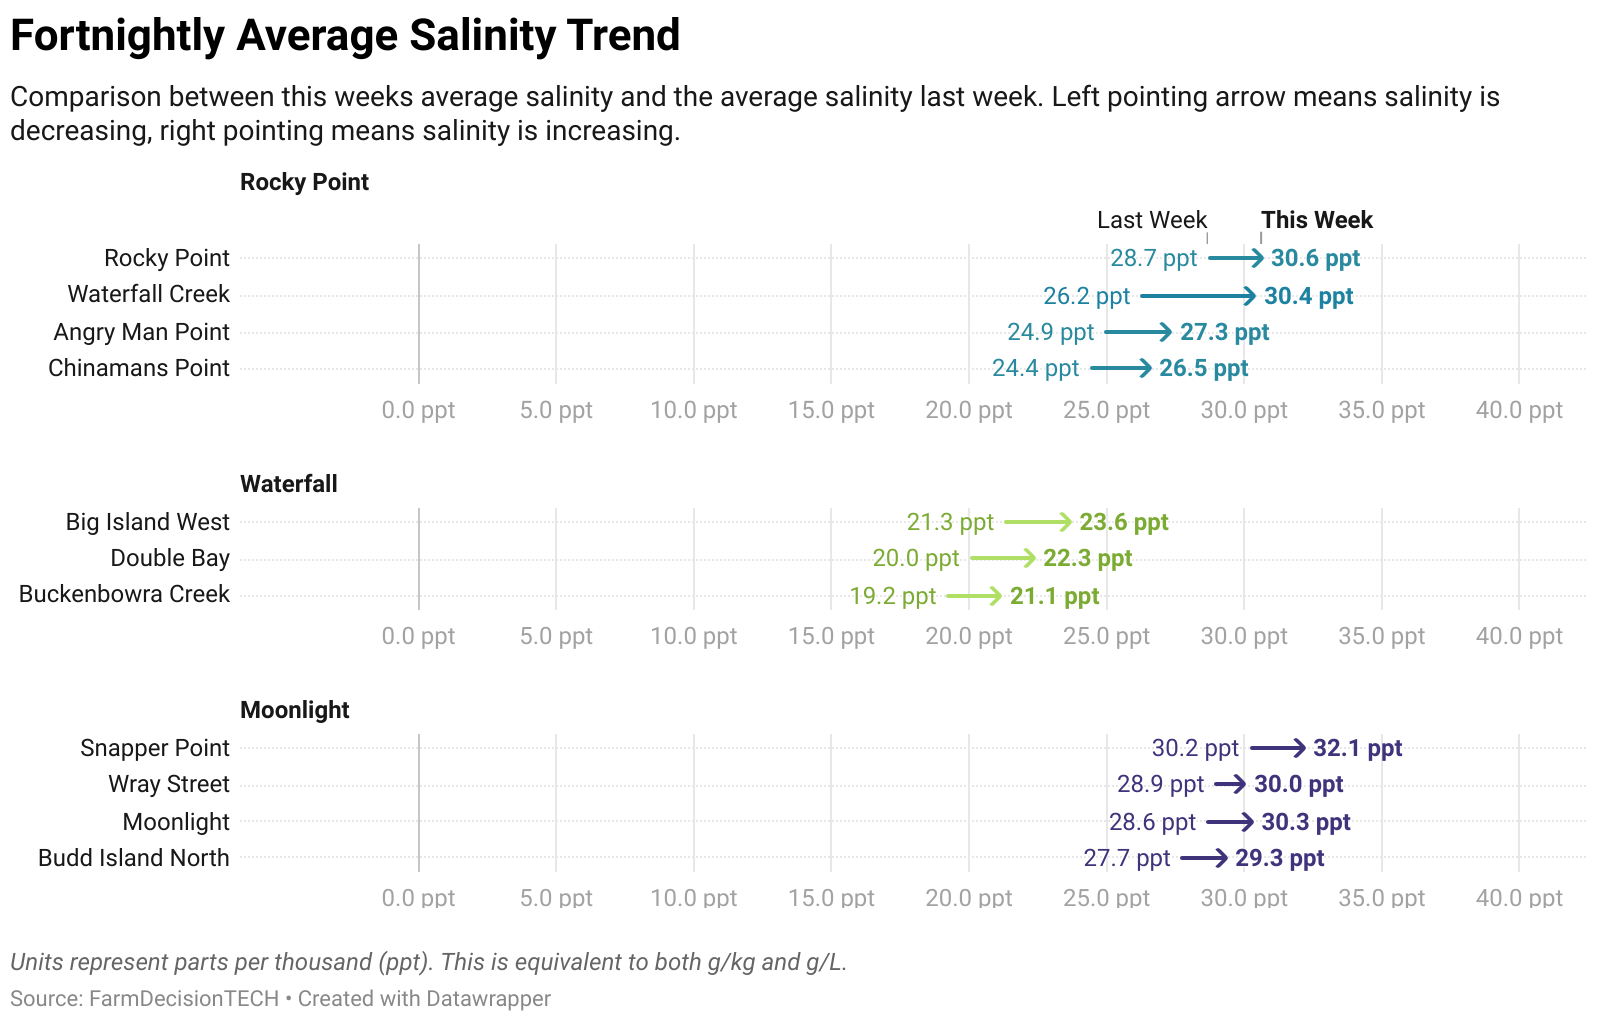 Fortnightly Average Salinity Trend
Comparison between this weeks average salinity and the average salinity last week. Left pointing arrow means salinity is
decreasing, right pointing means salinity is increasing.
Rocky Point
Last Week This Week
Rocky Point 28.7 ppt 30.6 ppt
Waterfall Creek 26.2 ppt 30.4 ppt
Angry Man Point 24.9 ppt 27.3 ppt
Chinamans Point 24.4 ppt 26.5 ppt
0.0 ppt 5.0 ppt 10.0 ppt 15.0 ppt 20.0 ppt 25.0 ppt 30.0 ppt 35.0 ppt 40.0 ppt
Waterfall
Big Island West 21.3 ppt 23.6 ppt
Double Bay 20.0 ppt 22.3 ppt
Buckenbowra Creek 19.2 ppt 21.1 ppt
0.0 ppt 5.0 ppt 10.0 ppt 15.0 ppt 20.0 ppt 25.0 ppt 30.0 ppt 35.0 ppt 40.0 ppt
Moonlight
Snapper Point 30.2 ppt 32.1 ppt
Wray Street 28.9 ppt 30.0 ppt
Moonlight 28.6 ppt 30.3 ppt
Budd Island North 27.7 ppt 29.3 ppt
0.0 ppt 5.0 ppt 10.0 ppt 15.0 ppt 20.0 ppt 25.0 ppt 30.0 ppt 35.0 ppt 40.0 ppt
Units represent parts per thousand (ppt). This is equivalent to both g/kg and g/L.
Source: FarmDecisionTECH • Created with Datawrapper